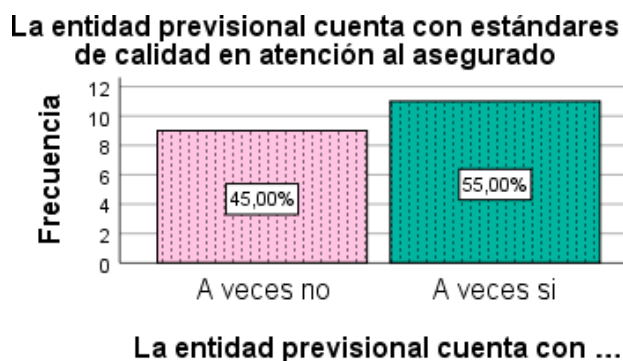 La entidad previsional cuenta con estándares
de calidad en atención al asegurado
Frecuencia
12
10
8
6
4
2
0
45,00%
55,00%
A veces no
A veces si
La entidad previsional cuenta con ...